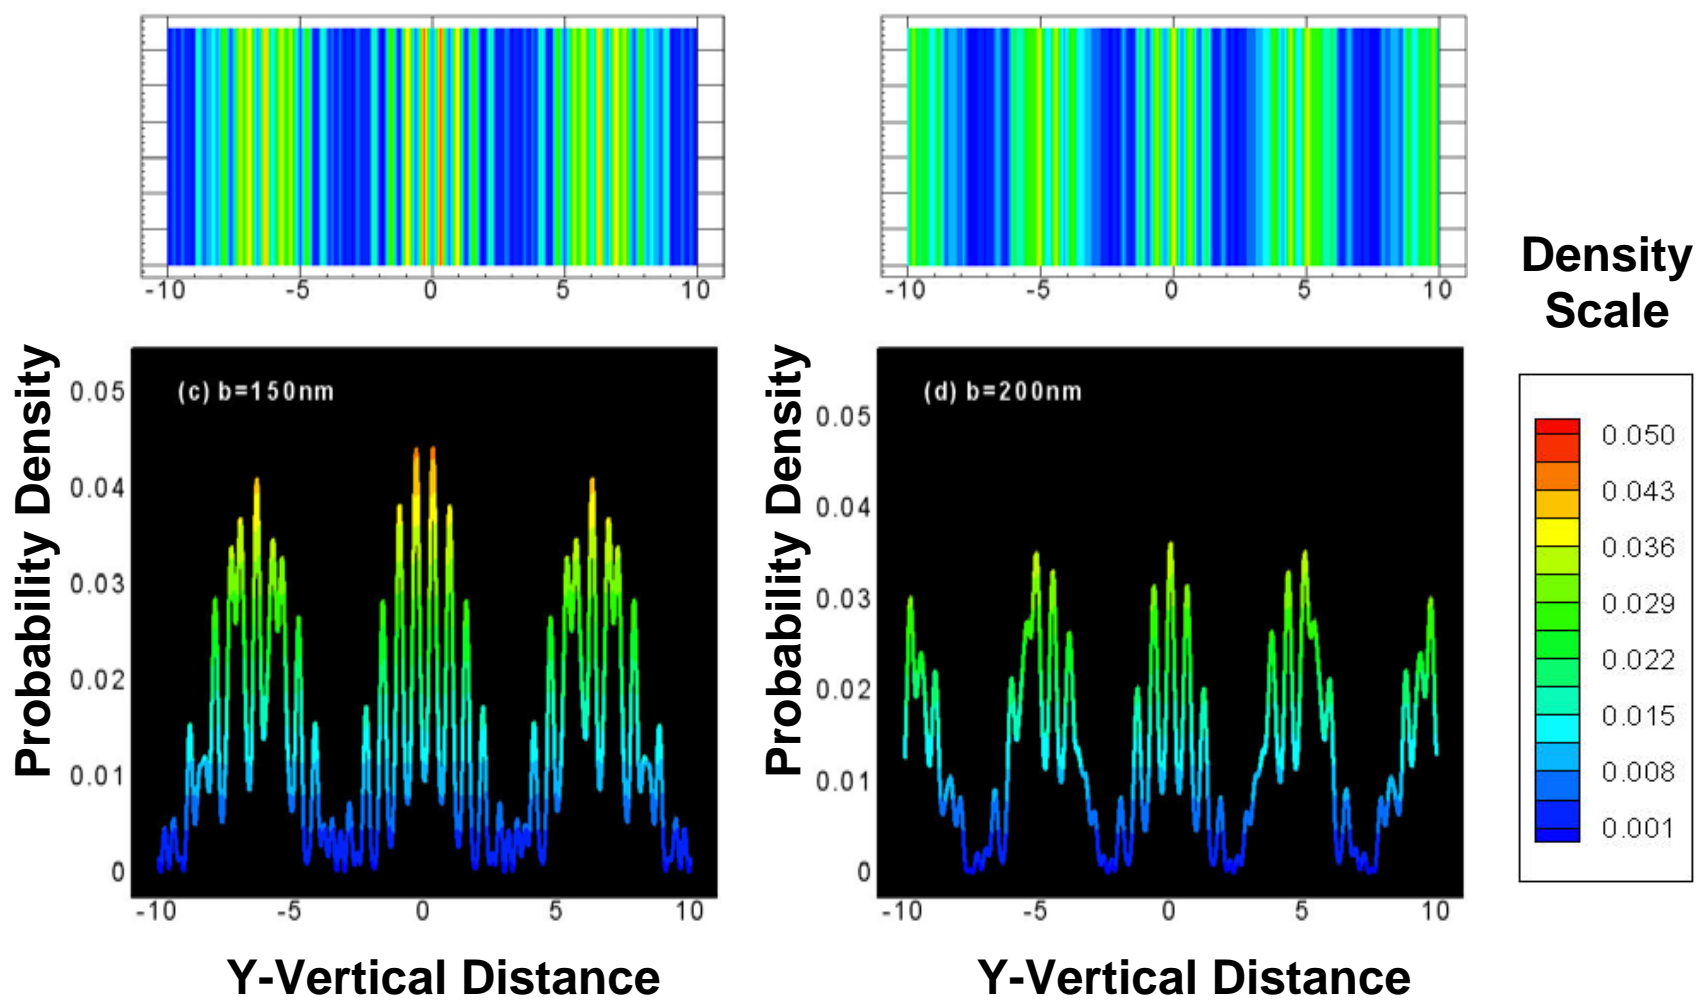 -10 -5 0 5 10
-10 -5 0 5 10
Density
Scale
Probability Density
(c) b=150nm
0.05
0.04
0.03
0.02
0.01
0
-10 -5 0 5 10
Y-Vertical Distance
Probability Density
(d) b=200nm
0.05
0.04
0.03
0.02
0.01
0
-10 -5 0 5 10
Y-Vertical Distance
0.050
0.043
0.036
0.029
0.022
0.015
0.008
0.001